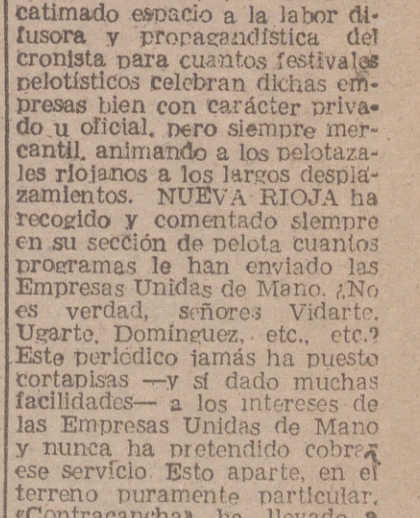 catimado espacio a la labor di-
fusora y propagandística del
cronista para cuantos festivales
pelotísticos celebran dichas em-
presas bien con carácter priva-
do u oficial, pero siempre mer-
cantil, animando a los pelotaza-
les riojanos a los largos despla-
zamientos. NUEVA RIOJA ha
recogido y comentado siempre
en su sección de pelota cuantos
programas le han enviado las
Empresas Unidas de Mano. ¿No
es verdad, señores Vidarte,
Ugarte, Domínguez, etc., etc.?
Este periódico jamás ha puesto
cortapisas —y sí dado muchas
facilidades— a los intereses de
las Empresas Unidas de Mano
y nunca ha pretendido cobrar
ese servicio. Esto aparte, en el
terreno puramente particular,
«Contracancha» ha llevado a